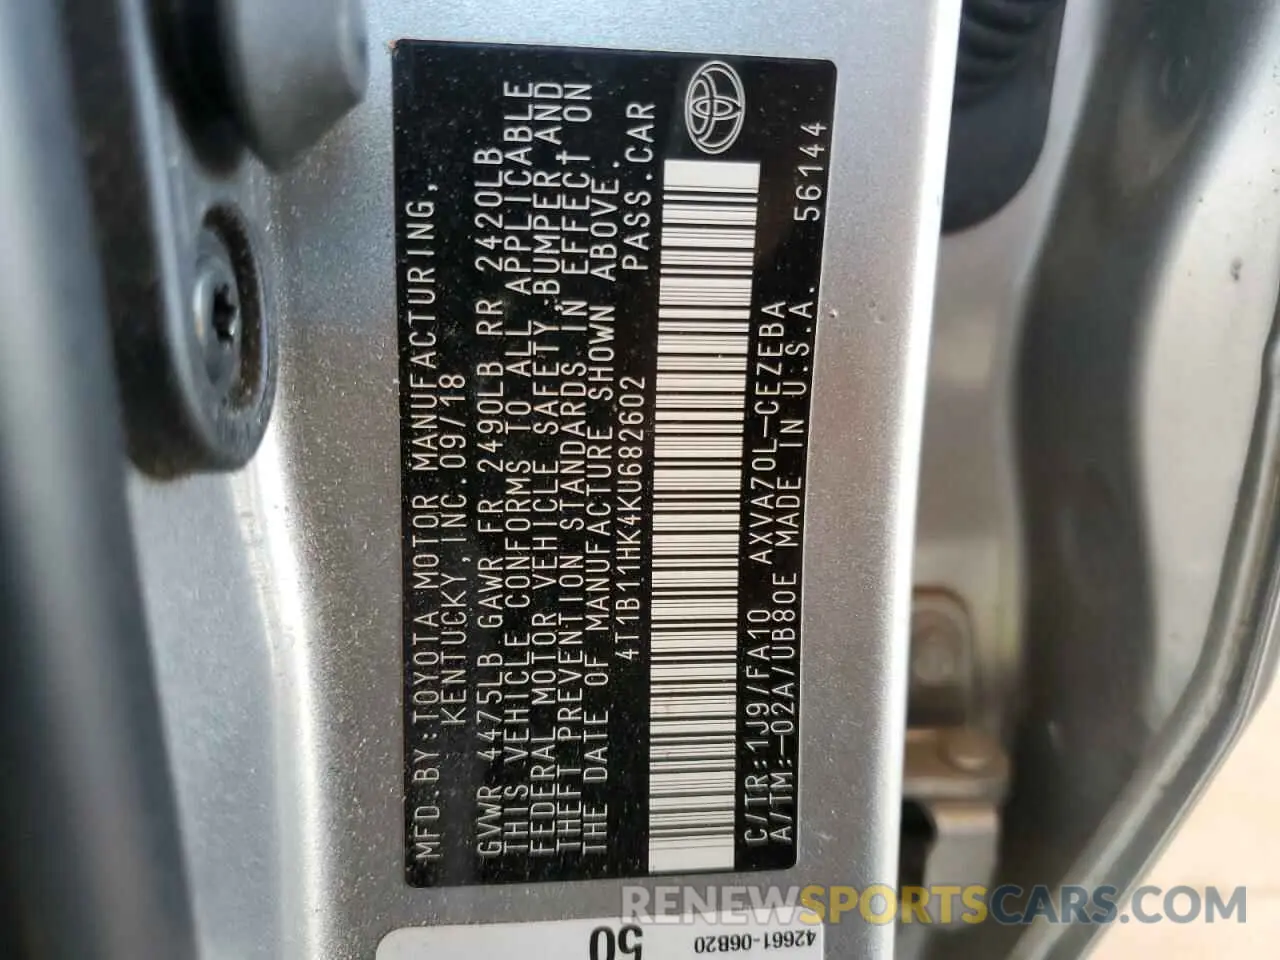 MFD.BY:TOYOTA MOTOR MANUFACTURING,
KENTUCKY,INC.09/18
GVWR 4475LB GAWR FR 2490LB RR 2420LB
THIS VEHICLE CONFORMS TO ALL APPLICABLE
FEDERAL MOTOR VEHICLE SAFETY,BUMPER AND
THEFT PREVENTION STANDARDS IN EFFECT ON
THE DATE OF MANUFACTURE SHOWN ABOVE.
4T1B11HK4KU682602 PASS.CAR
C/TR:1J9/FA10 AXVA70L-CEZEBA
A/TM:-02A/UB80E MADE IN U.S.A. 56144
50
42661-06B20
RENEWSPORTSCARS.COM